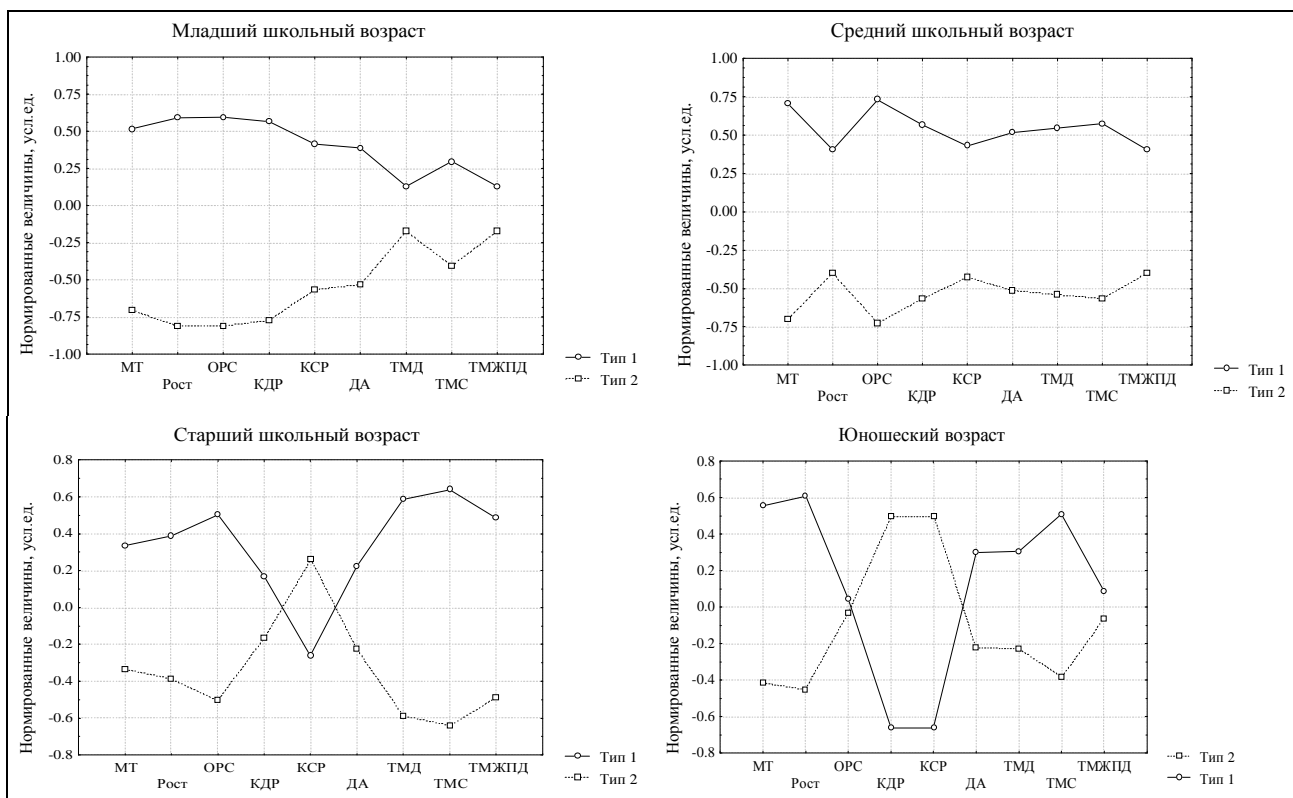 Младший школьный возраст
Нормированные величины, усл.ед.
1.00
0.75
0.50
0.25
0.00
-0.25
-0.50
-0.75
-1.00
МТ
Рост
ОРС
КДР
КСР
ДА
ТМД
ТМС
ТМЖПД
Тип 1
Тип 2
Средний школьный возраст
Нормированные величины, усл.ед.
1.00
0.75
0.50
0.25
0.00
-0.25
-0.50
-0.75
-1.00
МТ
Рост
ОРС
КДР
КСР
ДА
ТМД
ТМС
ТМЖПД
Тип 1
Тип 2
Старший школьный возраст
Нормированные величины, усл.ед.
0.8
0.6
0.4
0.2
0.0
-0.2
-0.4
-0.6
-0.8
МТ
Рост
ОРС
КДР
КСР
ДА
ТМД
ТМС
ТМЖПД
Тип 1
Тип 2
Юношеский возраст
Нормированные величины, усл.ед.
0.8
0.6
0.4
0.2
0.0
-0.2
-0.4
-0.6
-0.8
МТ
Рост
ОРС
КДР
КСР
ДА
ТМД
ТМС
ТМЖПД
Тип 2
Тип 1